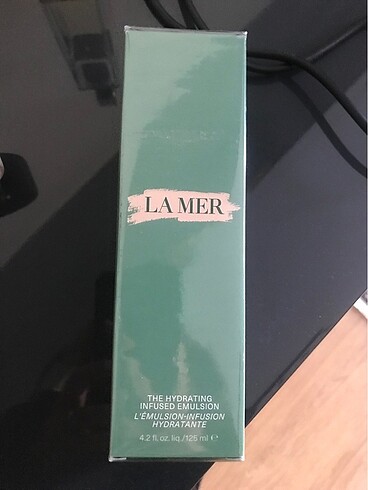 LA MER
THE HYDRATING
INFUSED EMULSION
L'ÉMULSION-INFUSION
HYDRATANTE
4.2 fl. oz. liq./125 ml ℮